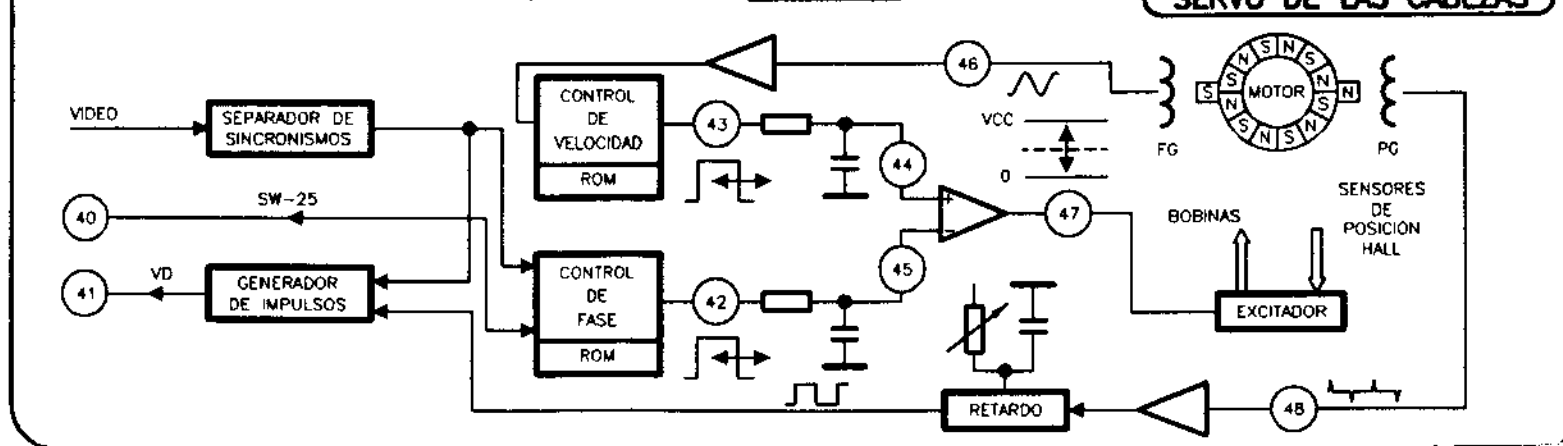 SERVO DE LAS CABEZAS
VIDEO
SEPARADOR DE
SINCRONISMOS
CONTROL
DE
VELOCIDAD
ROM
43
46
VCC
0
44
FG
S N S N S N S N S N S N
S
MOTOR
N
PG
40
SW-25
41
VD
GENERADOR
DE IMPULSOS
CONTROL
DE
FASE
ROM
42
45
47
BOBINAS
SENSORES
DE
POSICION
HALL
EXCITADOR
RETARDO
48